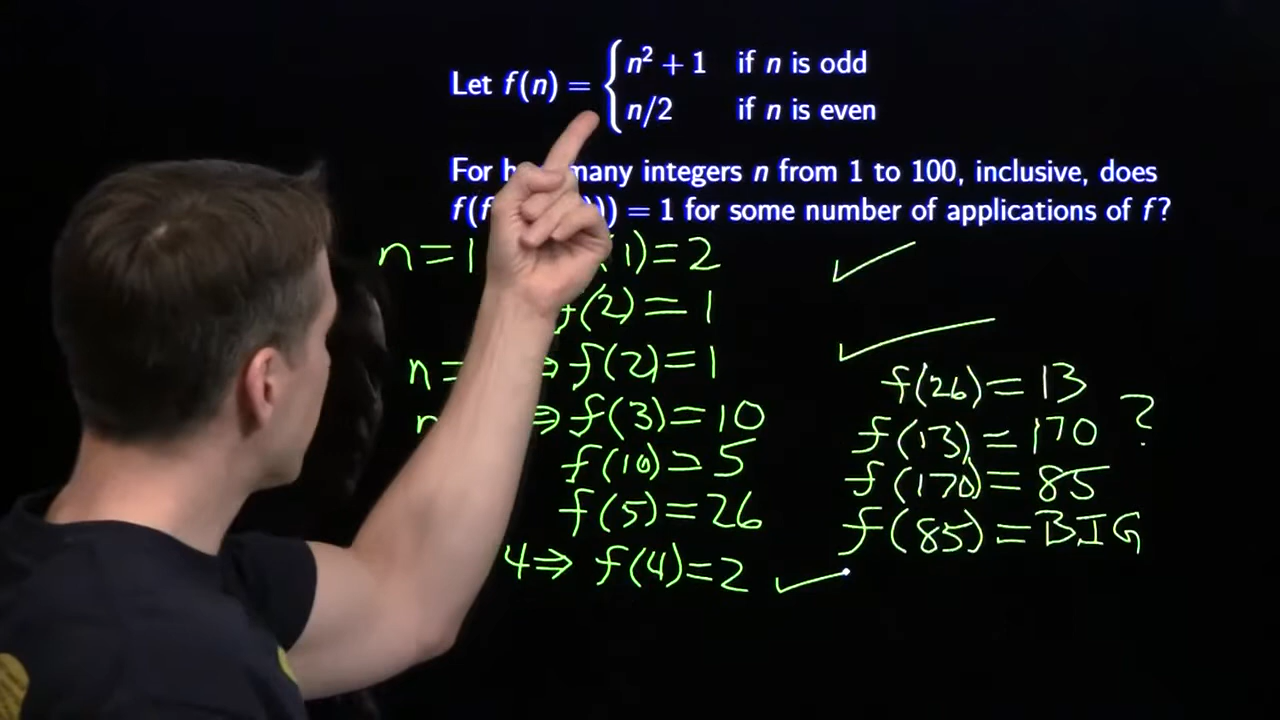 Let f(n) = { n² + 1 if n is odd
n/2 if n is even
For many integers n from 1 to 100, inclusive, does
f(f ))) = 1 for some number of applications of f?
n=1 1)=2 ✓
f(2)=1
n= ⇒ f(2)=1 ✓
n ⇒ f(3)=10
f(10)=5
f(5)=26
4⇒ f(4)=2 ✓
f(26)=13
f(13)=170 ?
f(170)=85
f(85)=BIG